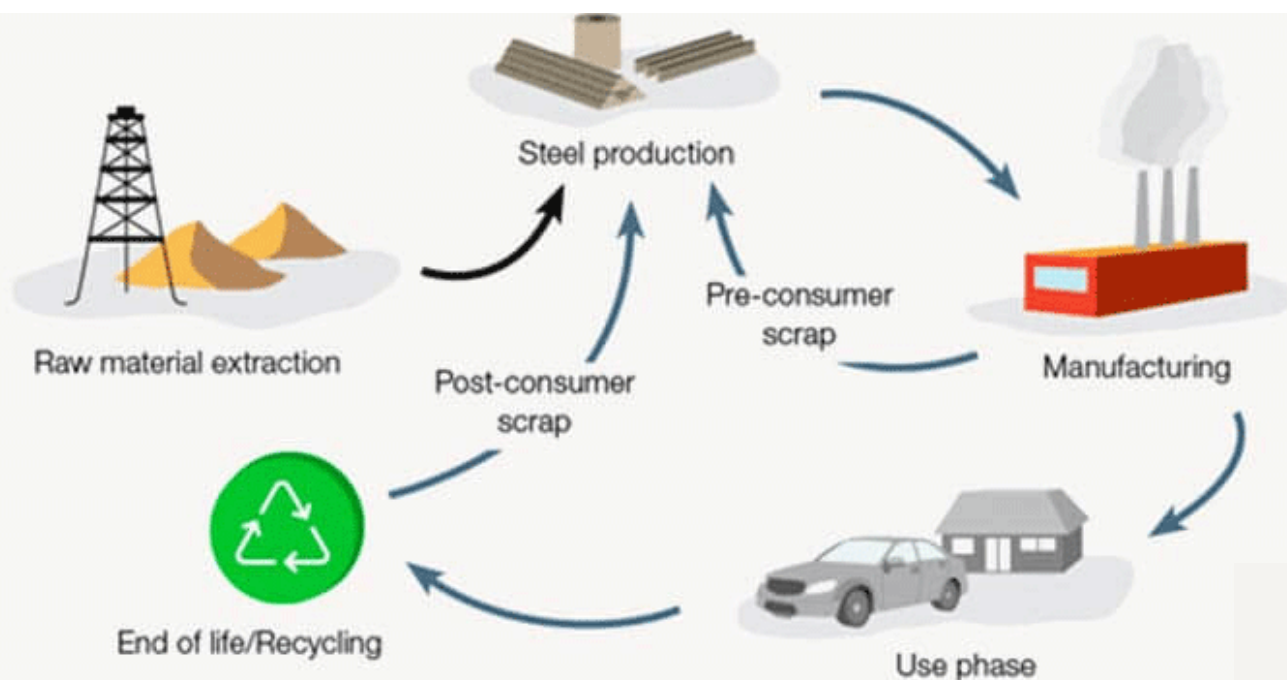 Steel production
Raw material extraction
Pre-consumer
scrap
Manufacturing
Post-consumer
scrap
End of life/Recycling
Use phase